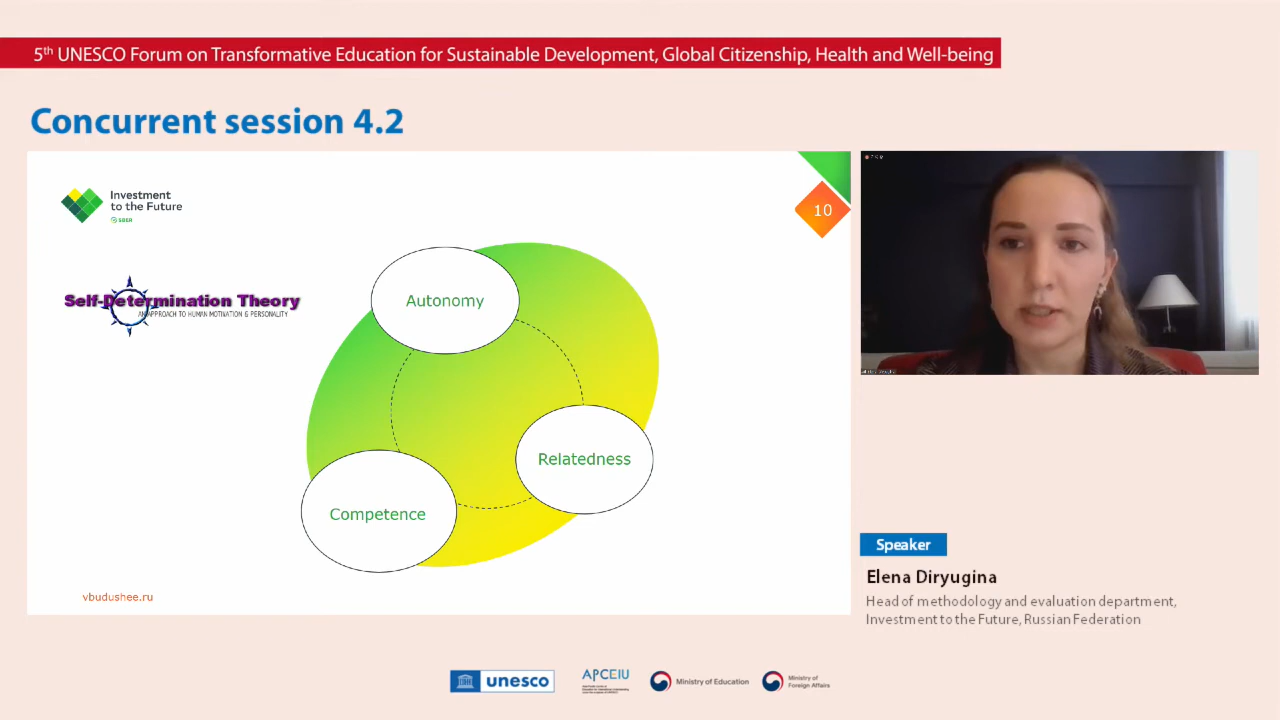 5th UNESCO Forum on Transformative Education for Sustainable Development, Global Citizenship, Health and Well-being
Concurrent session 4.2
Investment
to the Future
SBER
10
Self-Determination Theory
AN APPROACH TO HUMAN MOTIVATION & PERSONALITY
Autonomy
Relatedness
Competence
vbudushee.ru
Speaker
Elena Diryugina
Head of methodology and evaluation department,
Investment to the Future, Russian Federation
unesco
APCEIU
Ministry of Education
Ministry of
Foreign Affairs